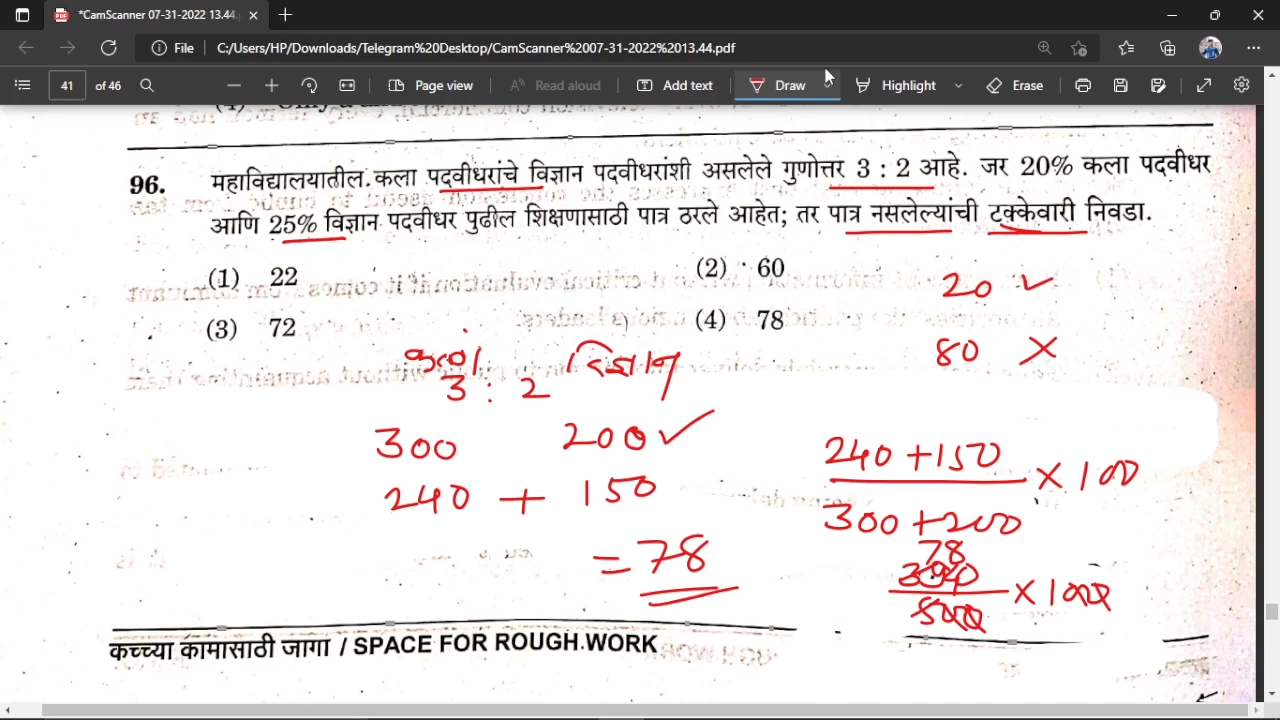 *CamScanner 07-31-2022 13.44.
File C:/Users/HP/Downloads/Telegram%20Desktop/CamScanner%2007-31-2022%2013.44.pdf
41 of 46 Page view Read aloud Add text Draw Highlight Erase
96. महाविद्यालयातील कला पदवीधरांचे विज्ञान पदवीधरांशी असलेले गुणोत्तर 3 : 2 आहे. जर 20% कला पदवीधर
आणि 25% विज्ञान पदवीधर पुढील शिक्षणासाठी पात्र ठरले आहेत; तर पात्र नसलेल्यांची टक्केवारी निवडा.
(1) 22 (2) 60
(3) 72 (4) 78
20 ✓
80 ×
कला विज्ञान
3 : 2
300 200 ✓
240 + 150
= 78
240 + 150
300 + 200
× 100
78
500 × 100
कच्च्या कामासाठी जागा / SPACE FOR ROUGH WORK